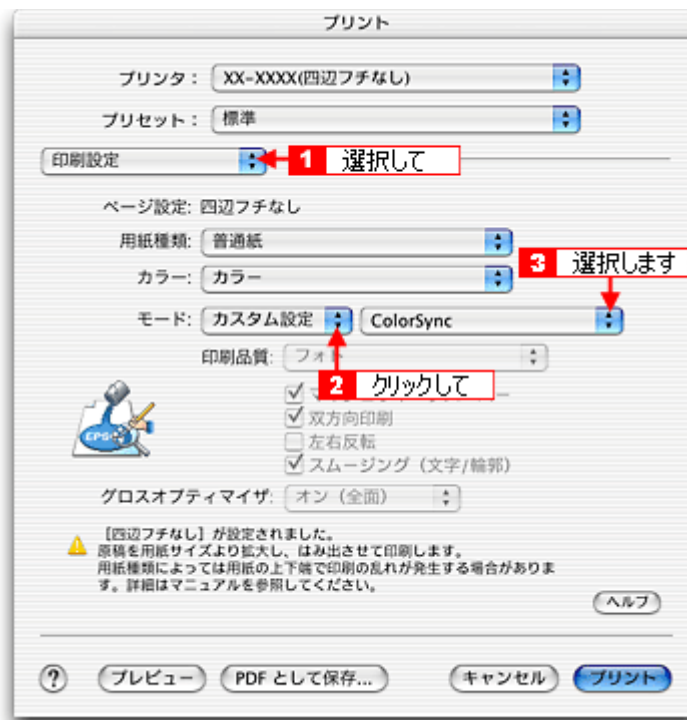 プリント
プリンタ： XX-XXXX(四辺フチなし)
プリセット： 標準
印刷設定 1 選択して
ページ設定: 四辺フチなし
用紙種類: 普通紙
3 選択します
カラー: カラー
モード: カスタム設定 ColorSync
印刷品質: フォト
2 クリックして
双方向印刷
左右反転
スムージング（文字/輪郭）
EPSON
グロスオプティマイザ: オン（全面）
［四辺フチなし］が設定されました。
原稿を用紙サイズより拡大し、はみ出させて印刷します。
用紙種類によっては用紙の上下端で印刷の乱れが発生する場合がありま
す。詳細はマニュアルを参照してください。
ヘルプ
? プレビュー PDF として保存... キャンセル プリント